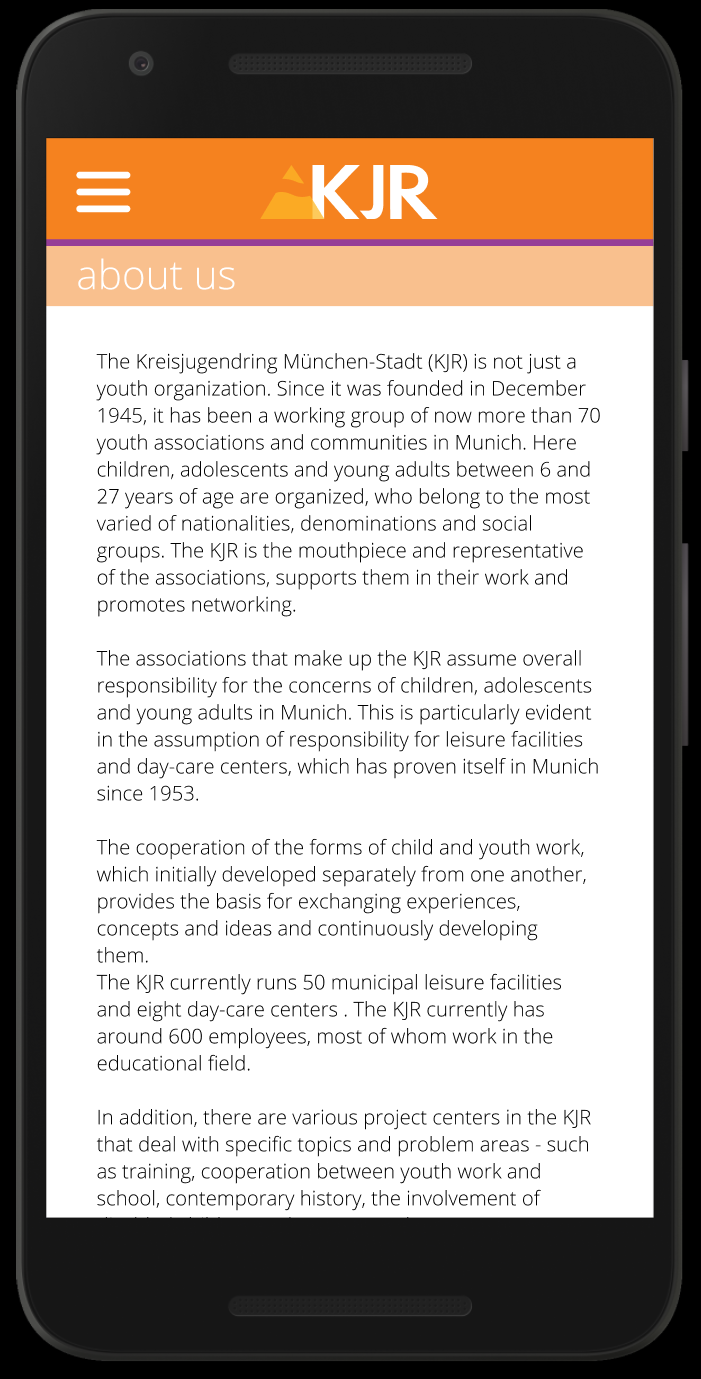 KJR
about us
The Kreisjugendring München-Stadt (KJR) is not just a
youth organization. Since it was founded in December
1945, it has been a working group of now more than 70
youth associations and communities in Munich. Here
children, adolescents and young adults between 6 and
27 years of age are organized, who belong to the most
varied of nationalities, denominations and social
groups. The KJR is the mouthpiece and representative
of the associations, supports them in their work and
promotes networking.
The associations that make up the KJR assume overall
responsibility for the concerns of children, adolescents
and young adults in Munich. This is particularly evident
in the assumption of responsibility for leisure facilities
and day-care centers, which has proven itself in Munich
since 1953.
The cooperation of the forms of child and youth work,
which initially developed separately from one another,
provides the basis for exchanging experiences,
concepts and ideas and continuously developing
them.
The KJR currently runs 50 municipal leisure facilities
and eight day-care centers . The KJR currently has
around 600 employees, most of whom work in the
educational field.
In addition, there are various project centers in the KJR
that deal with specific topics and problem areas - such
as training, cooperation between youth work and
school, contemporary history, the involvement of